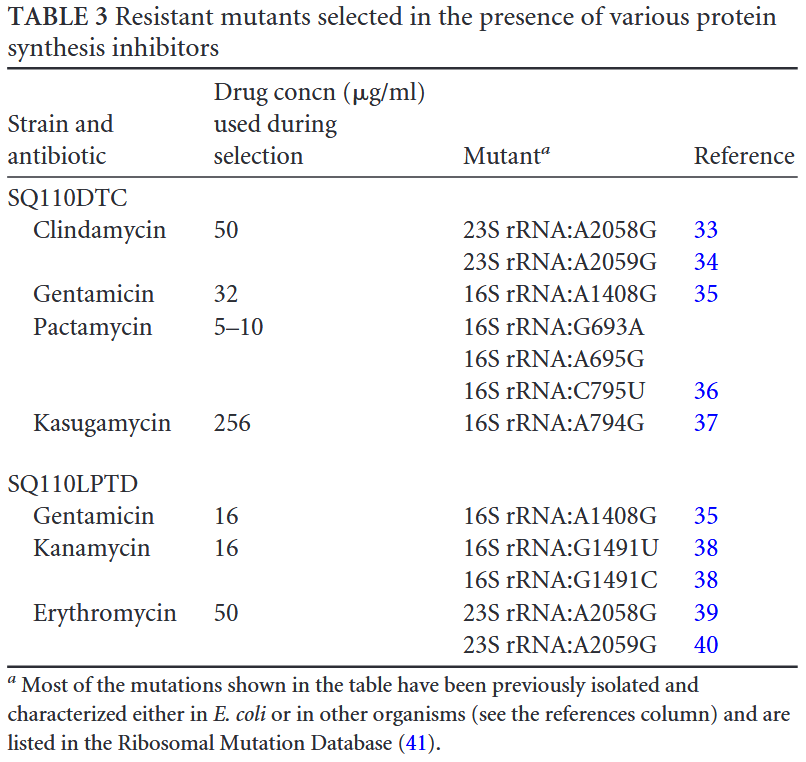 TABLE 3 Resistant mutants selected in the presence of various protein
synthesis inhibitors
Drug concn (μg/ml)
Strain and used during
antibiotic selection Mutantᵃ Reference
SQ110DTC
Clindamycin 50 23S rRNA:A2058G 33
23S rRNA:A2059G 34
Gentamicin 32 16S rRNA:A1408G 35
Pactamycin 5–10 16S rRNA:G693A
16S rRNA:A695G
16S rRNA:C795U 36
Kasugamycin 256 16S rRNA:A794G 37
SQ110LPTD
Gentamicin 16 16S rRNA:A1408G 35
Kanamycin 16 16S rRNA:G1491U 38
16S rRNA:G1491C 38
Erythromycin 50 23S rRNA:A2058G 39
23S rRNA:A2059G 40
ᵃ Most of the mutations shown in the table have been previously isolated and
characterized either in E. coli or in other organisms (see the references column) and are
listed in the Ribosomal Mutation Database (41).